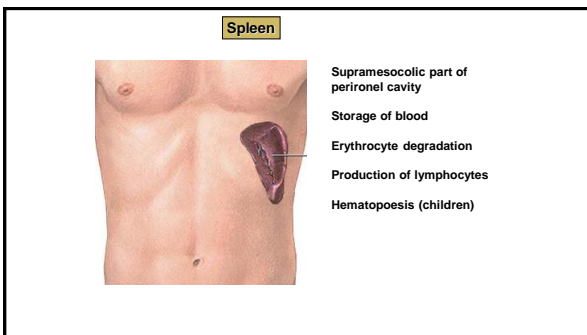 Spleen
Supramesocolic part of
perironel cavity
Storage of blood
Erythrocyte degradation
Production of lymphocytes
Hematopoesis (children)